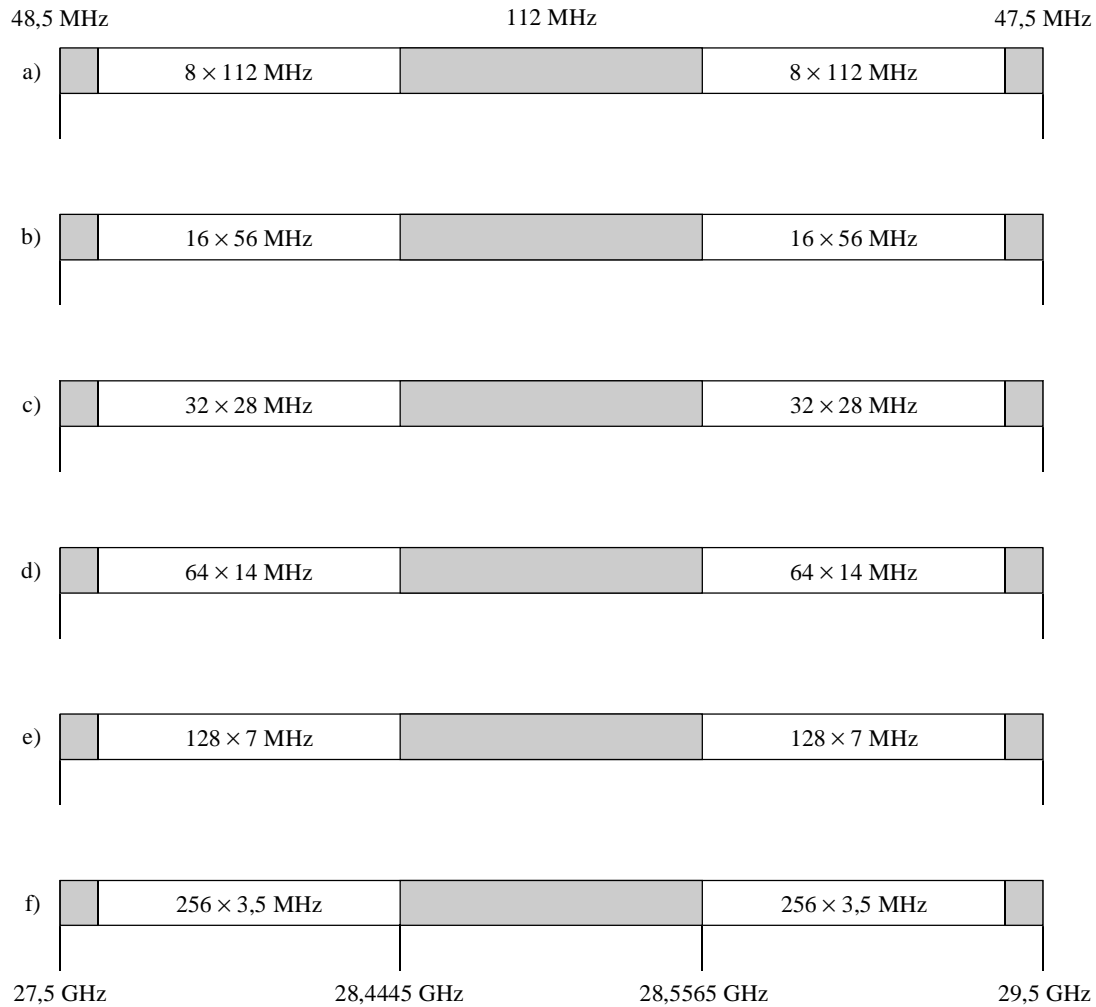 48,5 MHz 112 MHz 47,5 MHz
a) 8 × 112 MHz 8 × 112 MHz
b) 16 × 56 MHz 16 × 56 MHz
c) 32 × 28 MHz 32 × 28 MHz
d) 64 × 14 MHz 64 × 14 MHz
e) 128 × 7 MHz 128 × 7 MHz
f) 256 × 3,5 MHz 256 × 3,5 MHz
27,5 GHz 28,4445 GHz 28,5565 GHz 29,5 GHz